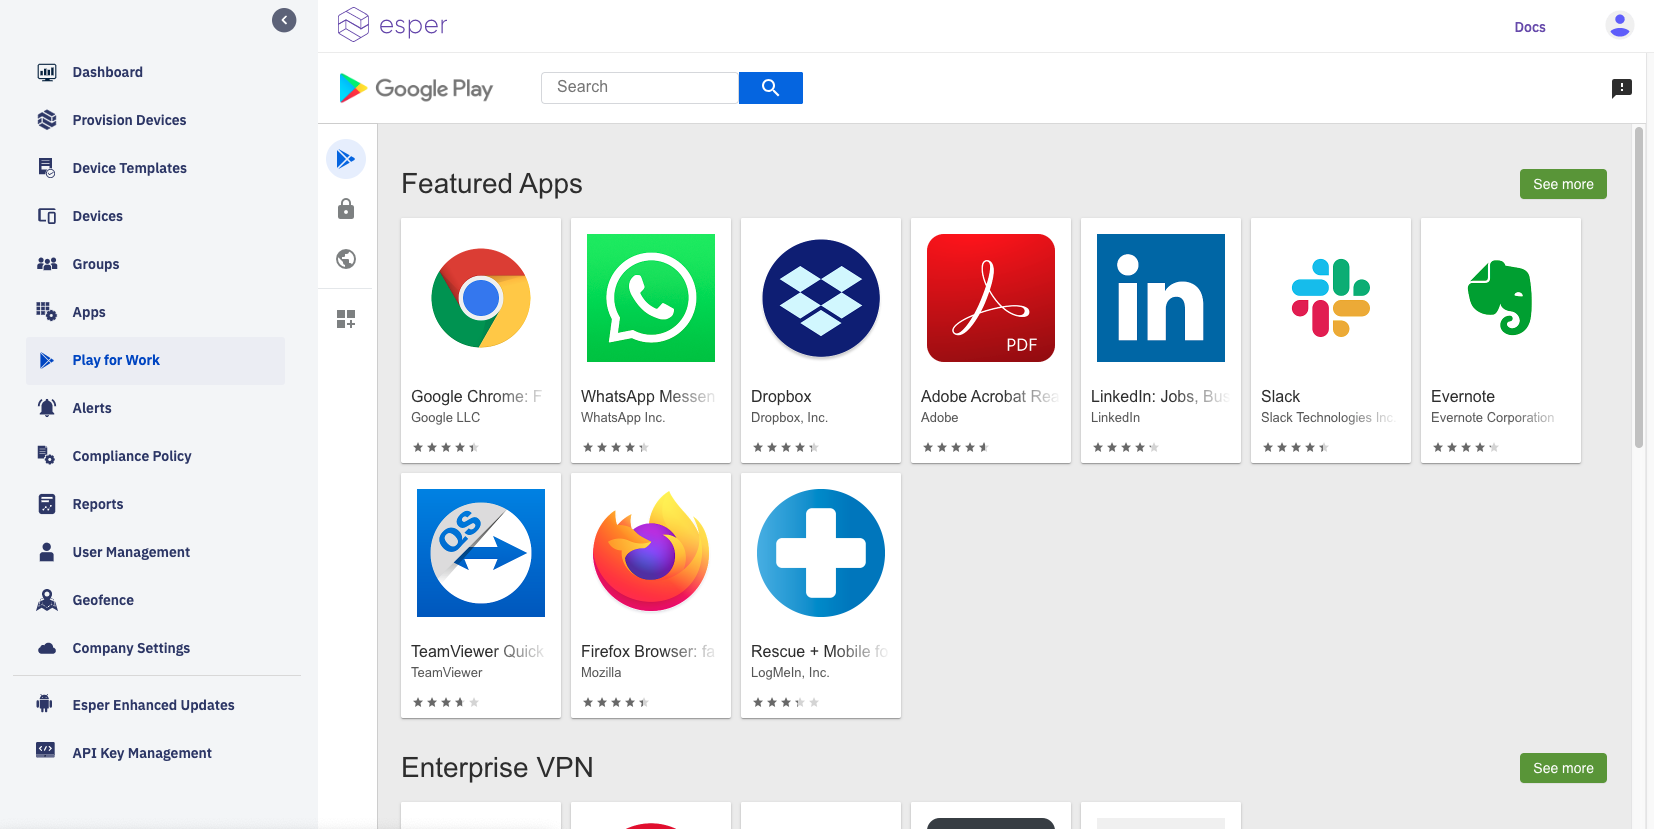 esper
Docs
Dashboard
Provision Devices
Device Templates
Devices
Groups
Apps
Play for Work
Alerts
Compliance Policy
Reports
User Management
Geofence
Company Settings
Esper Enhanced Updates
API Key Management
Google Play
Search
Featured Apps
See more
PDF
in
Google Chrome: F
WhatsApp Messen
Dropbox
Adobe Acrobat Rea
LinkedIn: Jobs, Bus
Slack
Evernote
Google LLC
WhatsApp Inc.
Dropbox, Inc.
Adobe
LinkedIn
Slack Technologies Inc.
Evernote Corporation
QS
TeamViewer Quick
Firefox Browser: fa
Rescue + Mobile fo
TeamViewer
Mozilla
LogMeIn, Inc.
Enterprise VPN
See more